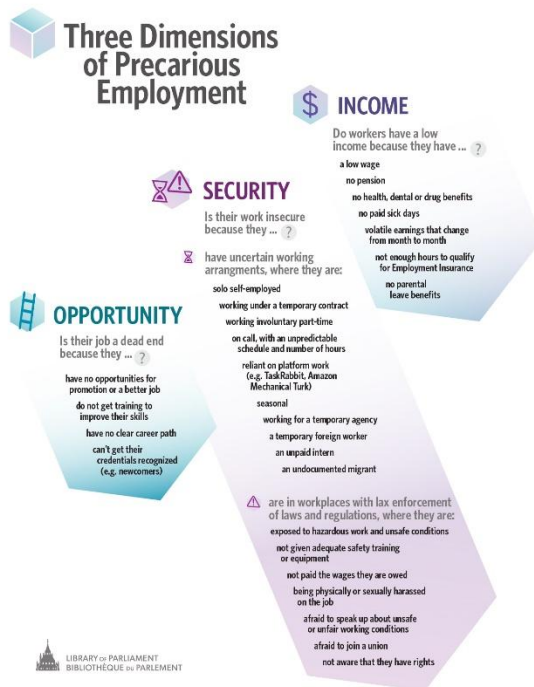 Three Dimensions
of Precarious
Employment
$ INCOME
Do workers have a low
income because they have ... ?
a low wage
no pension
no health, dental or drug benefits
no paid sick days
volatile earnings that change
from month to month
not enough hours to qualify
for Employment Insurance
no parental
leave benefits
SECURITY
Is their work insecure
because they ... ?
have uncertain working
arrangments, where they are:
solo self-employed
working under a temporary contract
working involuntary part-time
on call, with an unpredictable
schedule and number of hours
reliant on platform work
(e.g. TaskRabbit, Amazon
Mechanical Turk)
seasonal
working for a temporary agency
a temporary foreign worker
an unpaid intern
an undocumented migrant
are in workplaces with lax enforcement
of laws and regulations, where they are:
exposed to hazardous work and unsafe conditions
not given adequate safety training
or equipment
not paid the wages they are owed
being physically or sexually harassed
on the job
afraid to speak up about unsafe
or unfair working conditions
afraid to join a union
not aware that they have rights
OPPORTUNITY
Is their job a dead end
because they ... ?
have no opportunities for
promotion or a better job
do not get training to
improve their skills
have no clear career path
can't get their
credentials recognized
(e.g. newcomers)
LIBRARY OF PARLIAMENT
BIBLIOTHÈQUE DU PARLEMENT